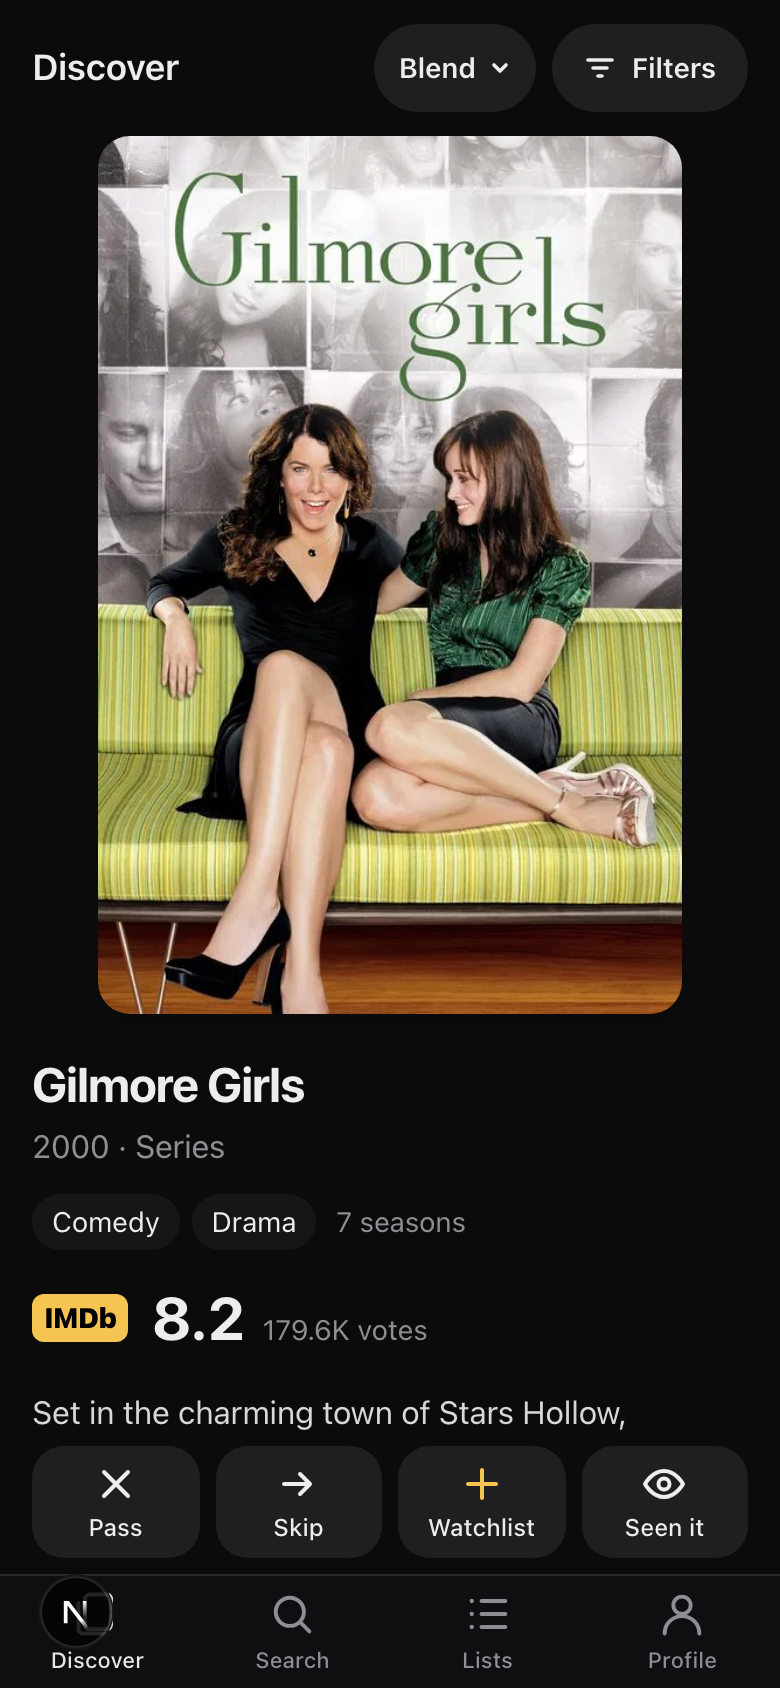 Discover
Blend
Filters
Gilmore
girls
Gilmore Girls
2000 · Series
Comedy
Drama
7 seasons
IMDb
8.2
179.6K votes
Set in the charming town of Stars Hollow,
Pass
Skip
Watchlist
Seen it
N
Discover
Search
Lists
Profile